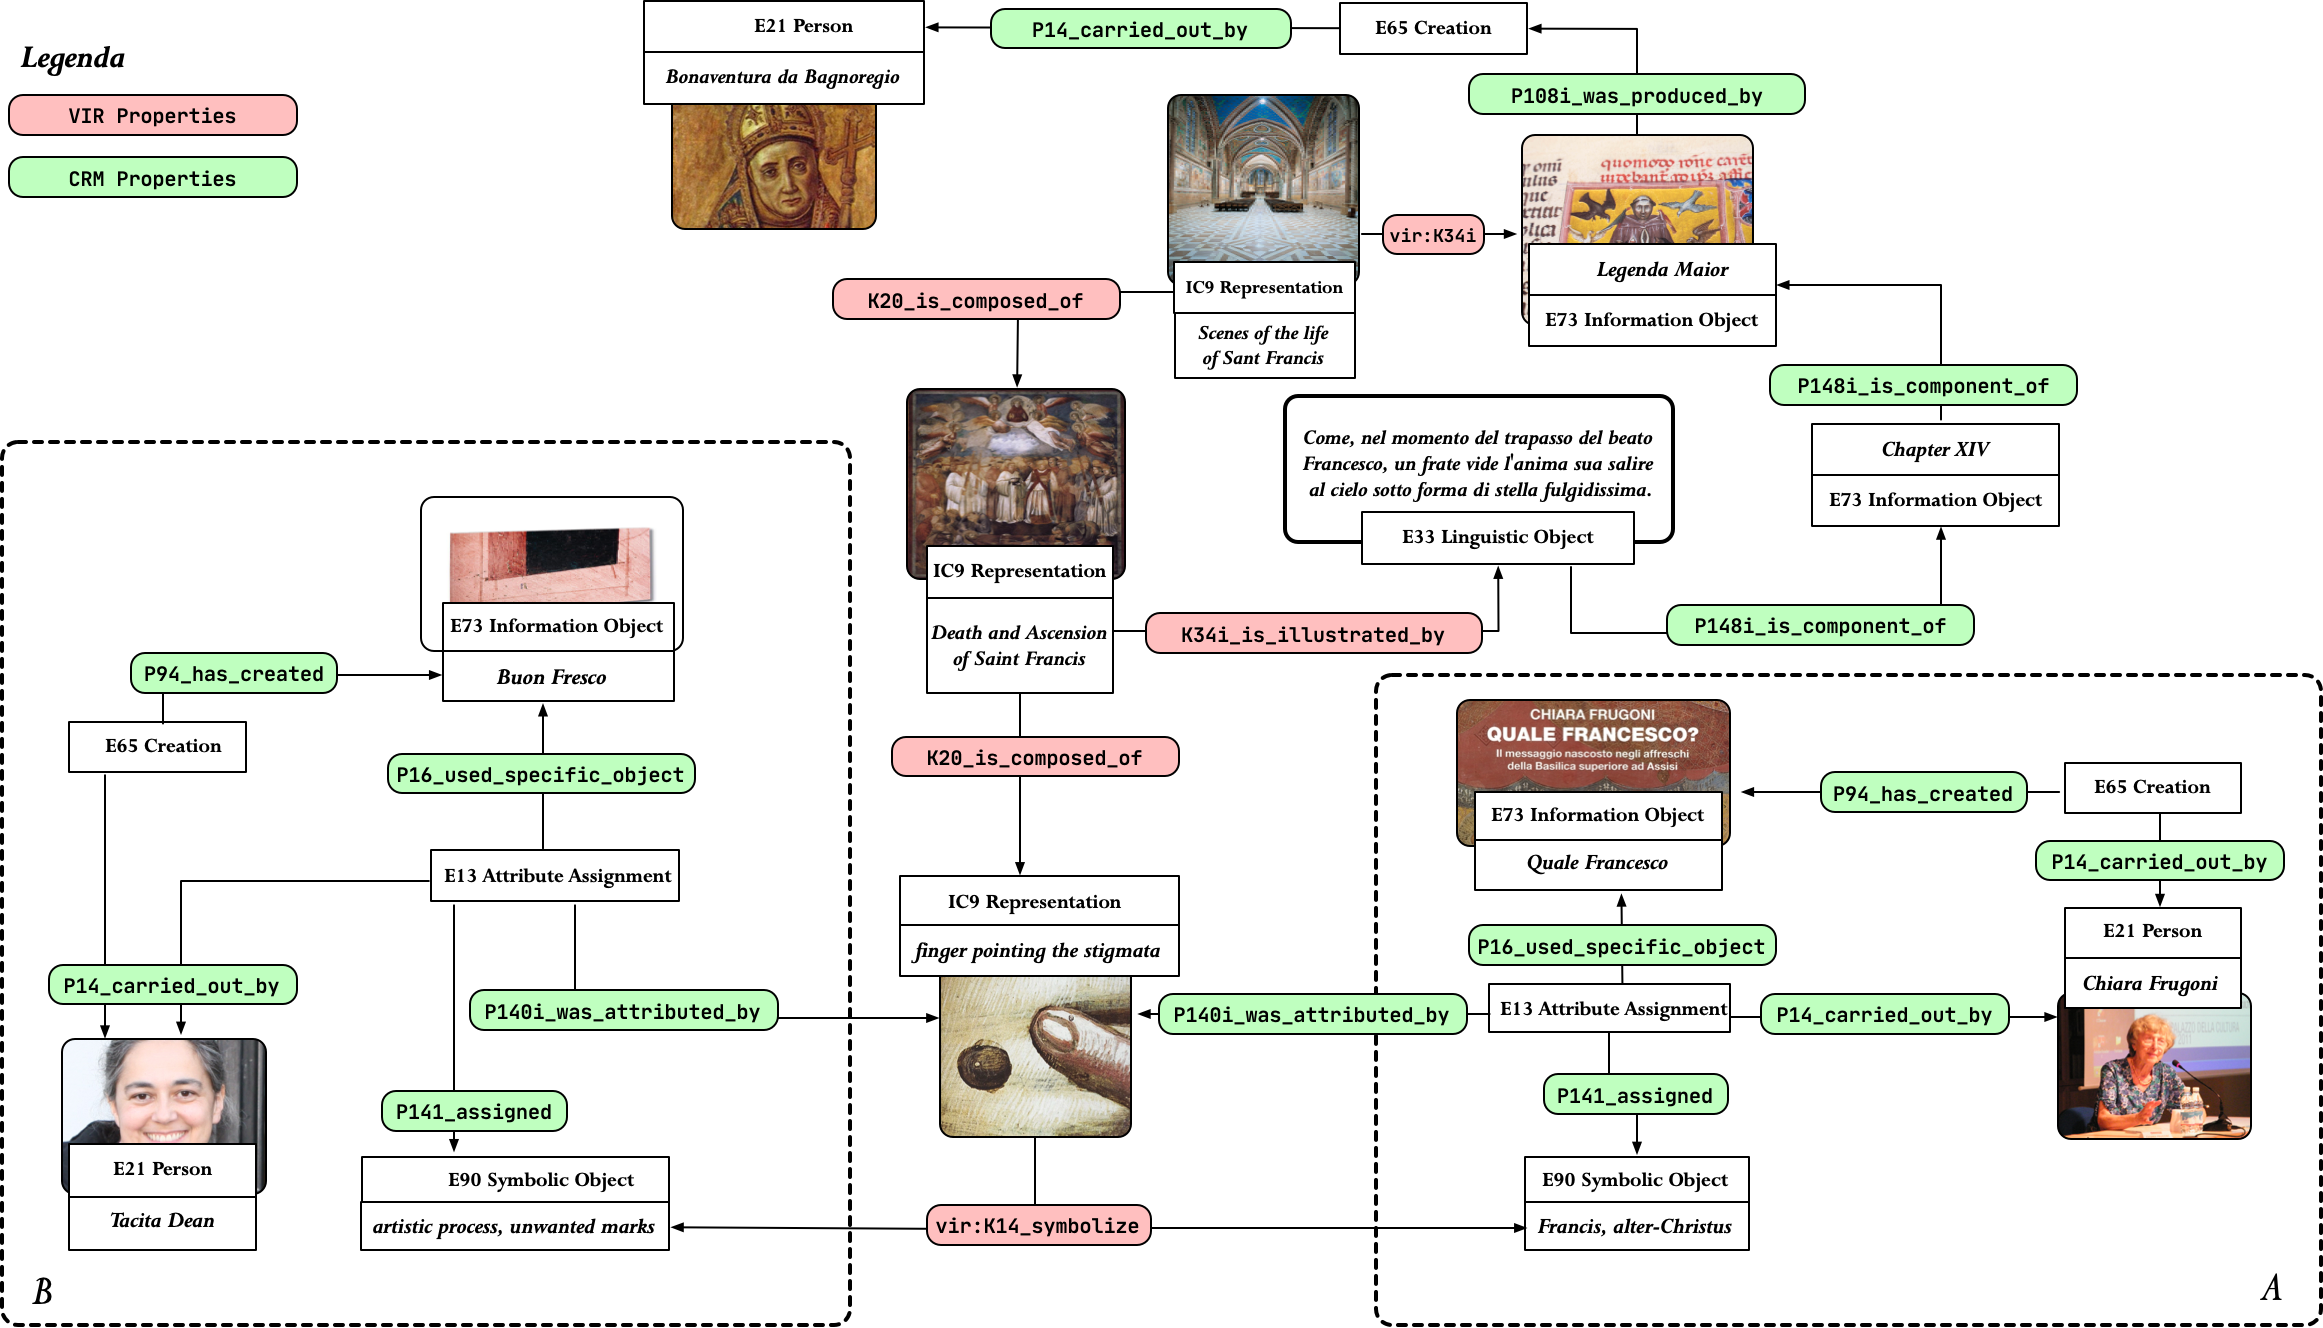 Legenda
VIR Properties
CRM Properties
E21 Person
Bonaventura da Bagnoregio
P14_carried_out_by
E65 Creation
P108i_was_produced_by
vir:K34i
quomodo
Legenda Maior
E73 Information Object
K20_is_composed_of
IC9 Representation
Scenes of the life
of Sant Francis
P148i_is_component_of
Chapter XIV
E73 Information Object
Come, nel momento del trapasso del beato
Francesco, un frate vide l'anima sua salire
al cielo sotto forma di stella fulgidissima.
E33 Linguistic Object
P148i_is_component_of
IC9 Representation
Death and Ascension
of Saint Francis
K34i_is_illustrated_by
K20_is_composed_of
IC9 Representation
finger pointing the stigmata
E73 Information Object
Buon Fresco
P94_has_created
E65 Creation
P16_used_specific_object
E13 Attribute Assignment
P14_carried_out_by
P140i_was_attributed_by
P141_assigned
E21 Person
Tacita Dean
E90 Symbolic Object
artistic process, unwanted marks
B
vir:K14_symbolize
CHIARA FRUGONI
QUALE FRANCESCO?
Il messaggio nascosto negli affreschi
della Basilica superiore ad Assisi
E73 Information Object
Quale Francesco
P94_has_created
E65 Creation
P14_carried_out_by
E21 Person
Chiara Frugoni
PALAZZO DELLA CULTURA
P16_used_specific_object
P140i_was_attributed_by
E13 Attribute Assignment
P14_carried_out_by
P141_assigned
E90 Symbolic Object
Francis, alter-Christus
A